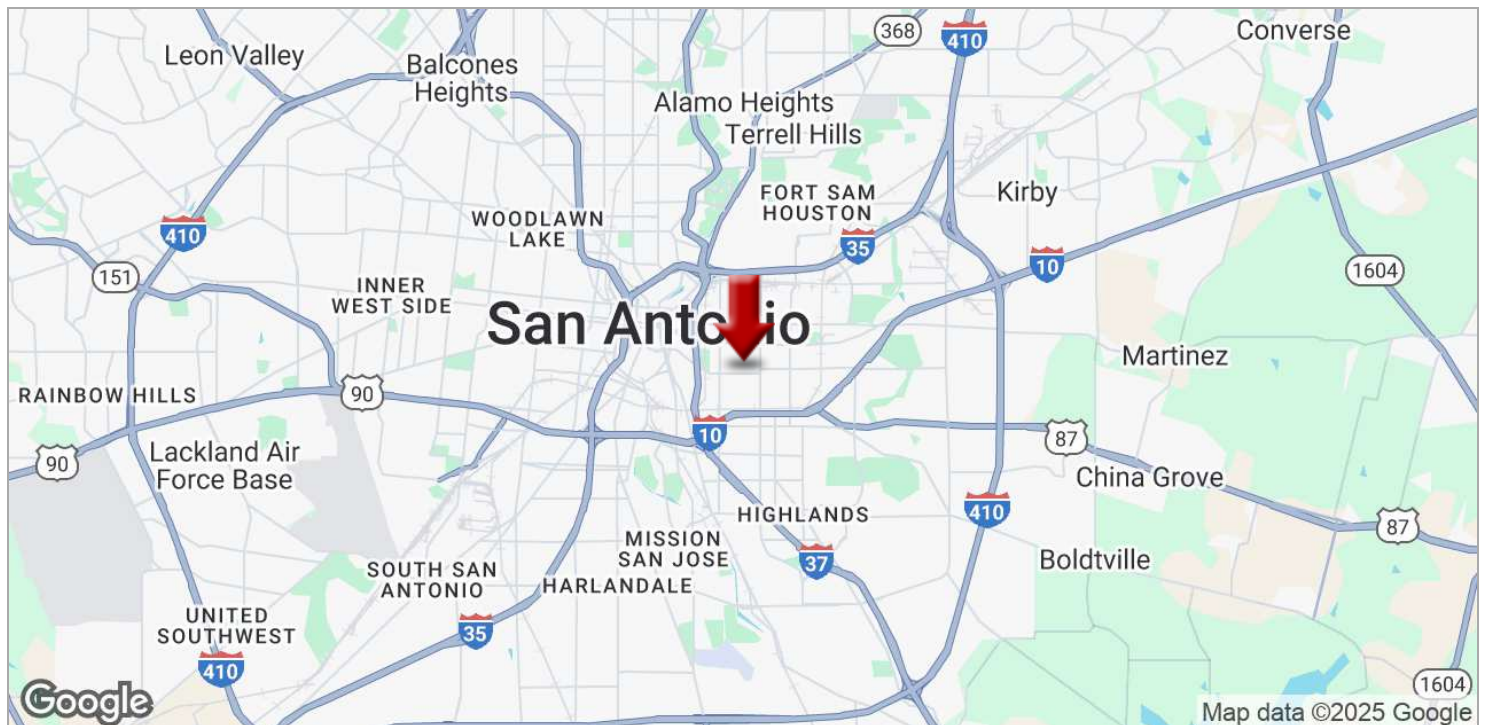 368
410
Converse
Leon Valley
Balcones
Heights
Alamo Heights
Terrell Hills
FORT SAM
HOUSTON
Kirby
WOODLAWN
LAKE
410
35
10
151
1604
INNER
WEST SIDE
San Antonio
Martinez
RAINBOW HILLS
90
10
87
90
Lackland Air
Force Base
China Grove
410
HIGHLANDS
87
MISSION
SAN JOSE
37
Boldtville
SOUTH SAN
ANTONIO
HARLANDALE
UNITED
SOUTHWEST
35
410
1604
Google
Map data ©2025 Google